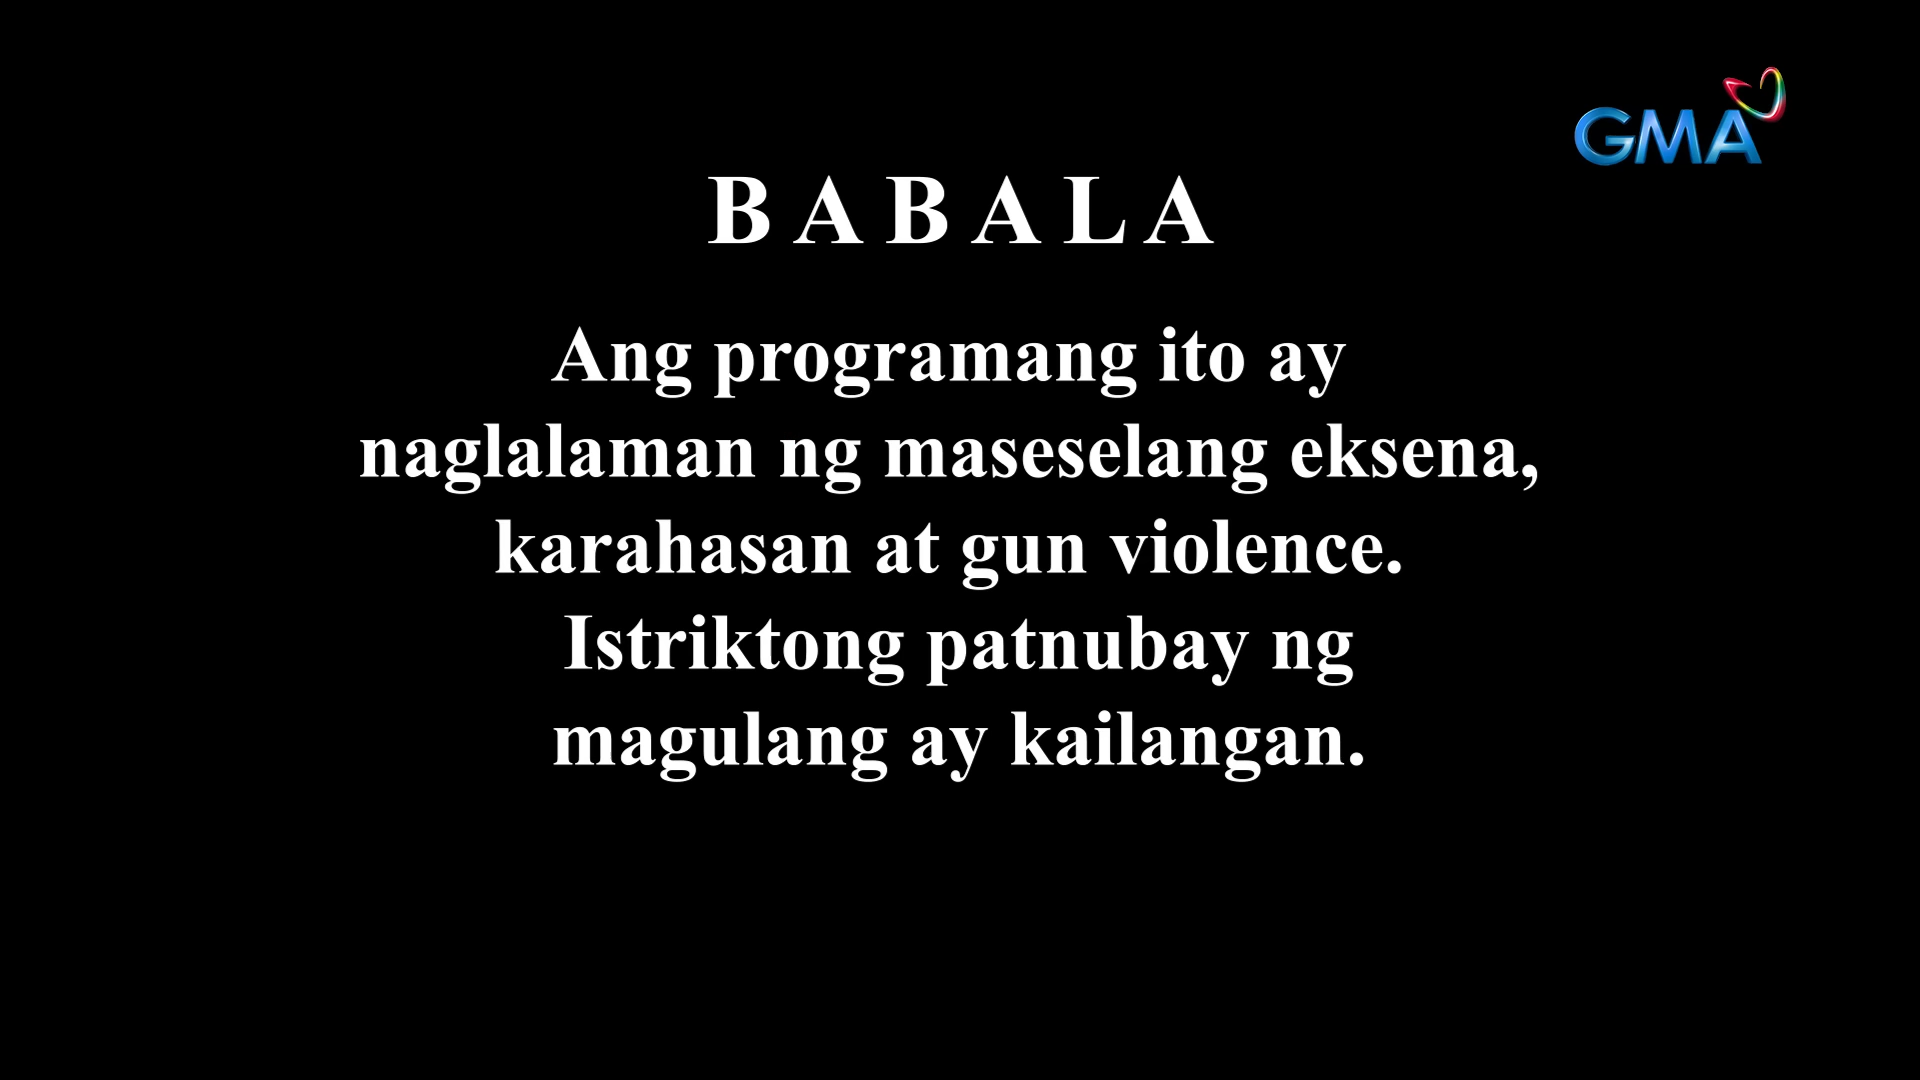 GMA
B A B A L A
Ang programang ito ay
naglalaman ng maseselang eksena,
karahasan at gun violence.
Istriktong patnubay ng
magulang ay kailangan.